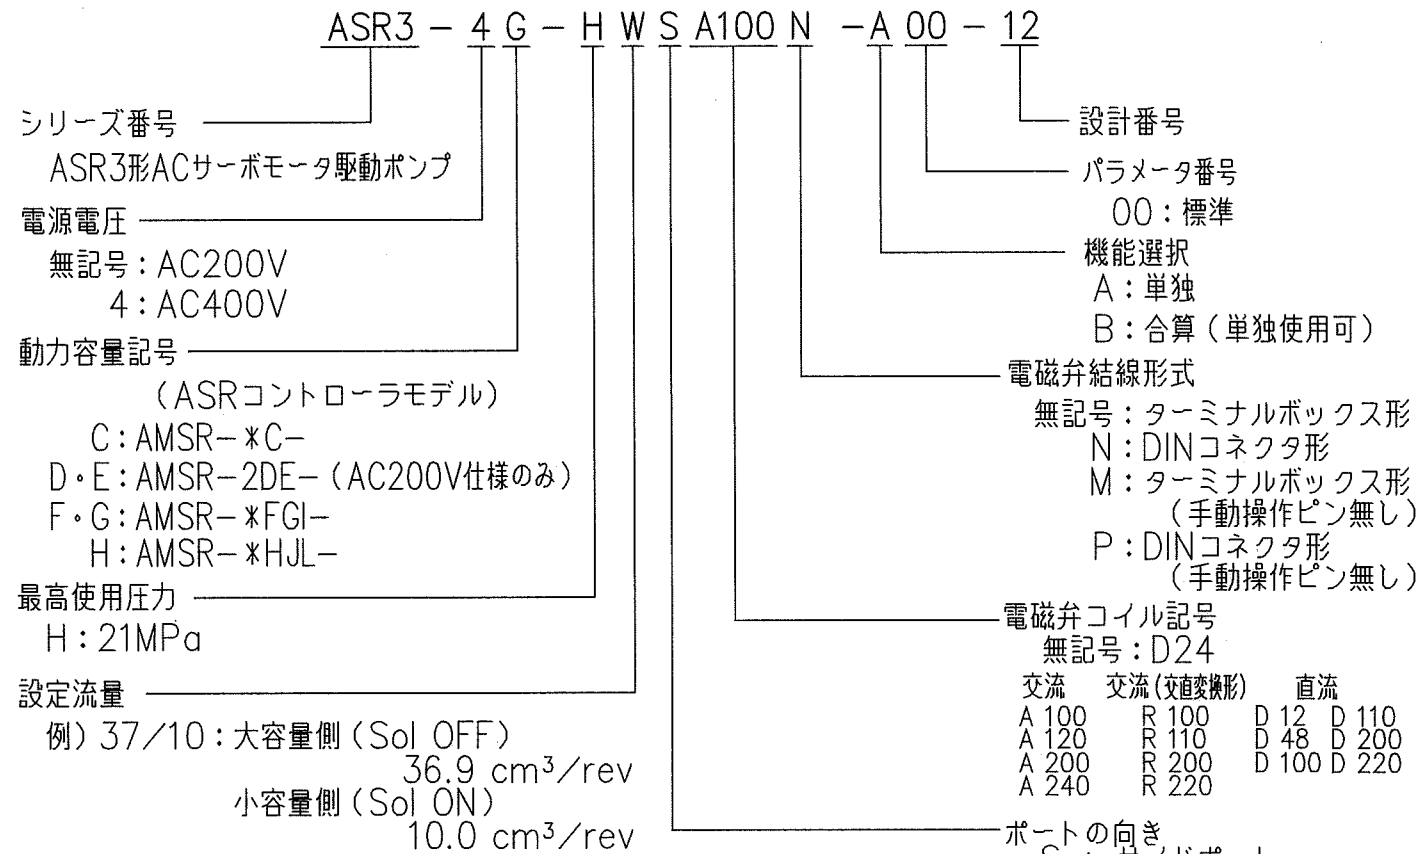 ASR3 - 4 G - H W S A100 N -A 00 - 12
シリーズ番号
ASR3形ACサーボモータ駆動ポンプ
電源電圧
無記号：AC200V
4：AC400V
動力容量記号
（ASRコントローラモデル）
C：AMSR-*C-
D・E：AMSR-2DE-（AC200V仕様のみ）
F・G：AMSR-*FGI-
H：AMSR-*HJL-
最高使用圧力
H：21MPa
設定流量
例）37/10：大容量側（Sol OFF）
36.9 cm³/rev
小容量側（Sol ON）
10.0 cm³/rev
設計番号
パラメータ番号
00：標準
機能選択
A：単独
B：合算（単独使用可）
電磁弁結線形式
無記号：ターミナルボックス形
N：DINコネクタ形
M：ターミナルボックス形
（手動操作ピン無し）
P：DINコネクタ形
（手動操作ピン無し）
電磁弁コイル記号
無記号：D24
交流 交流(交直変換形) 直流
A 100 R 100 D 12 D 110
A 120 R 110 D 48 D 200
A 200 R 200 D 100 D 220
A 240 R 220
ポートの向き
S：サイドポート